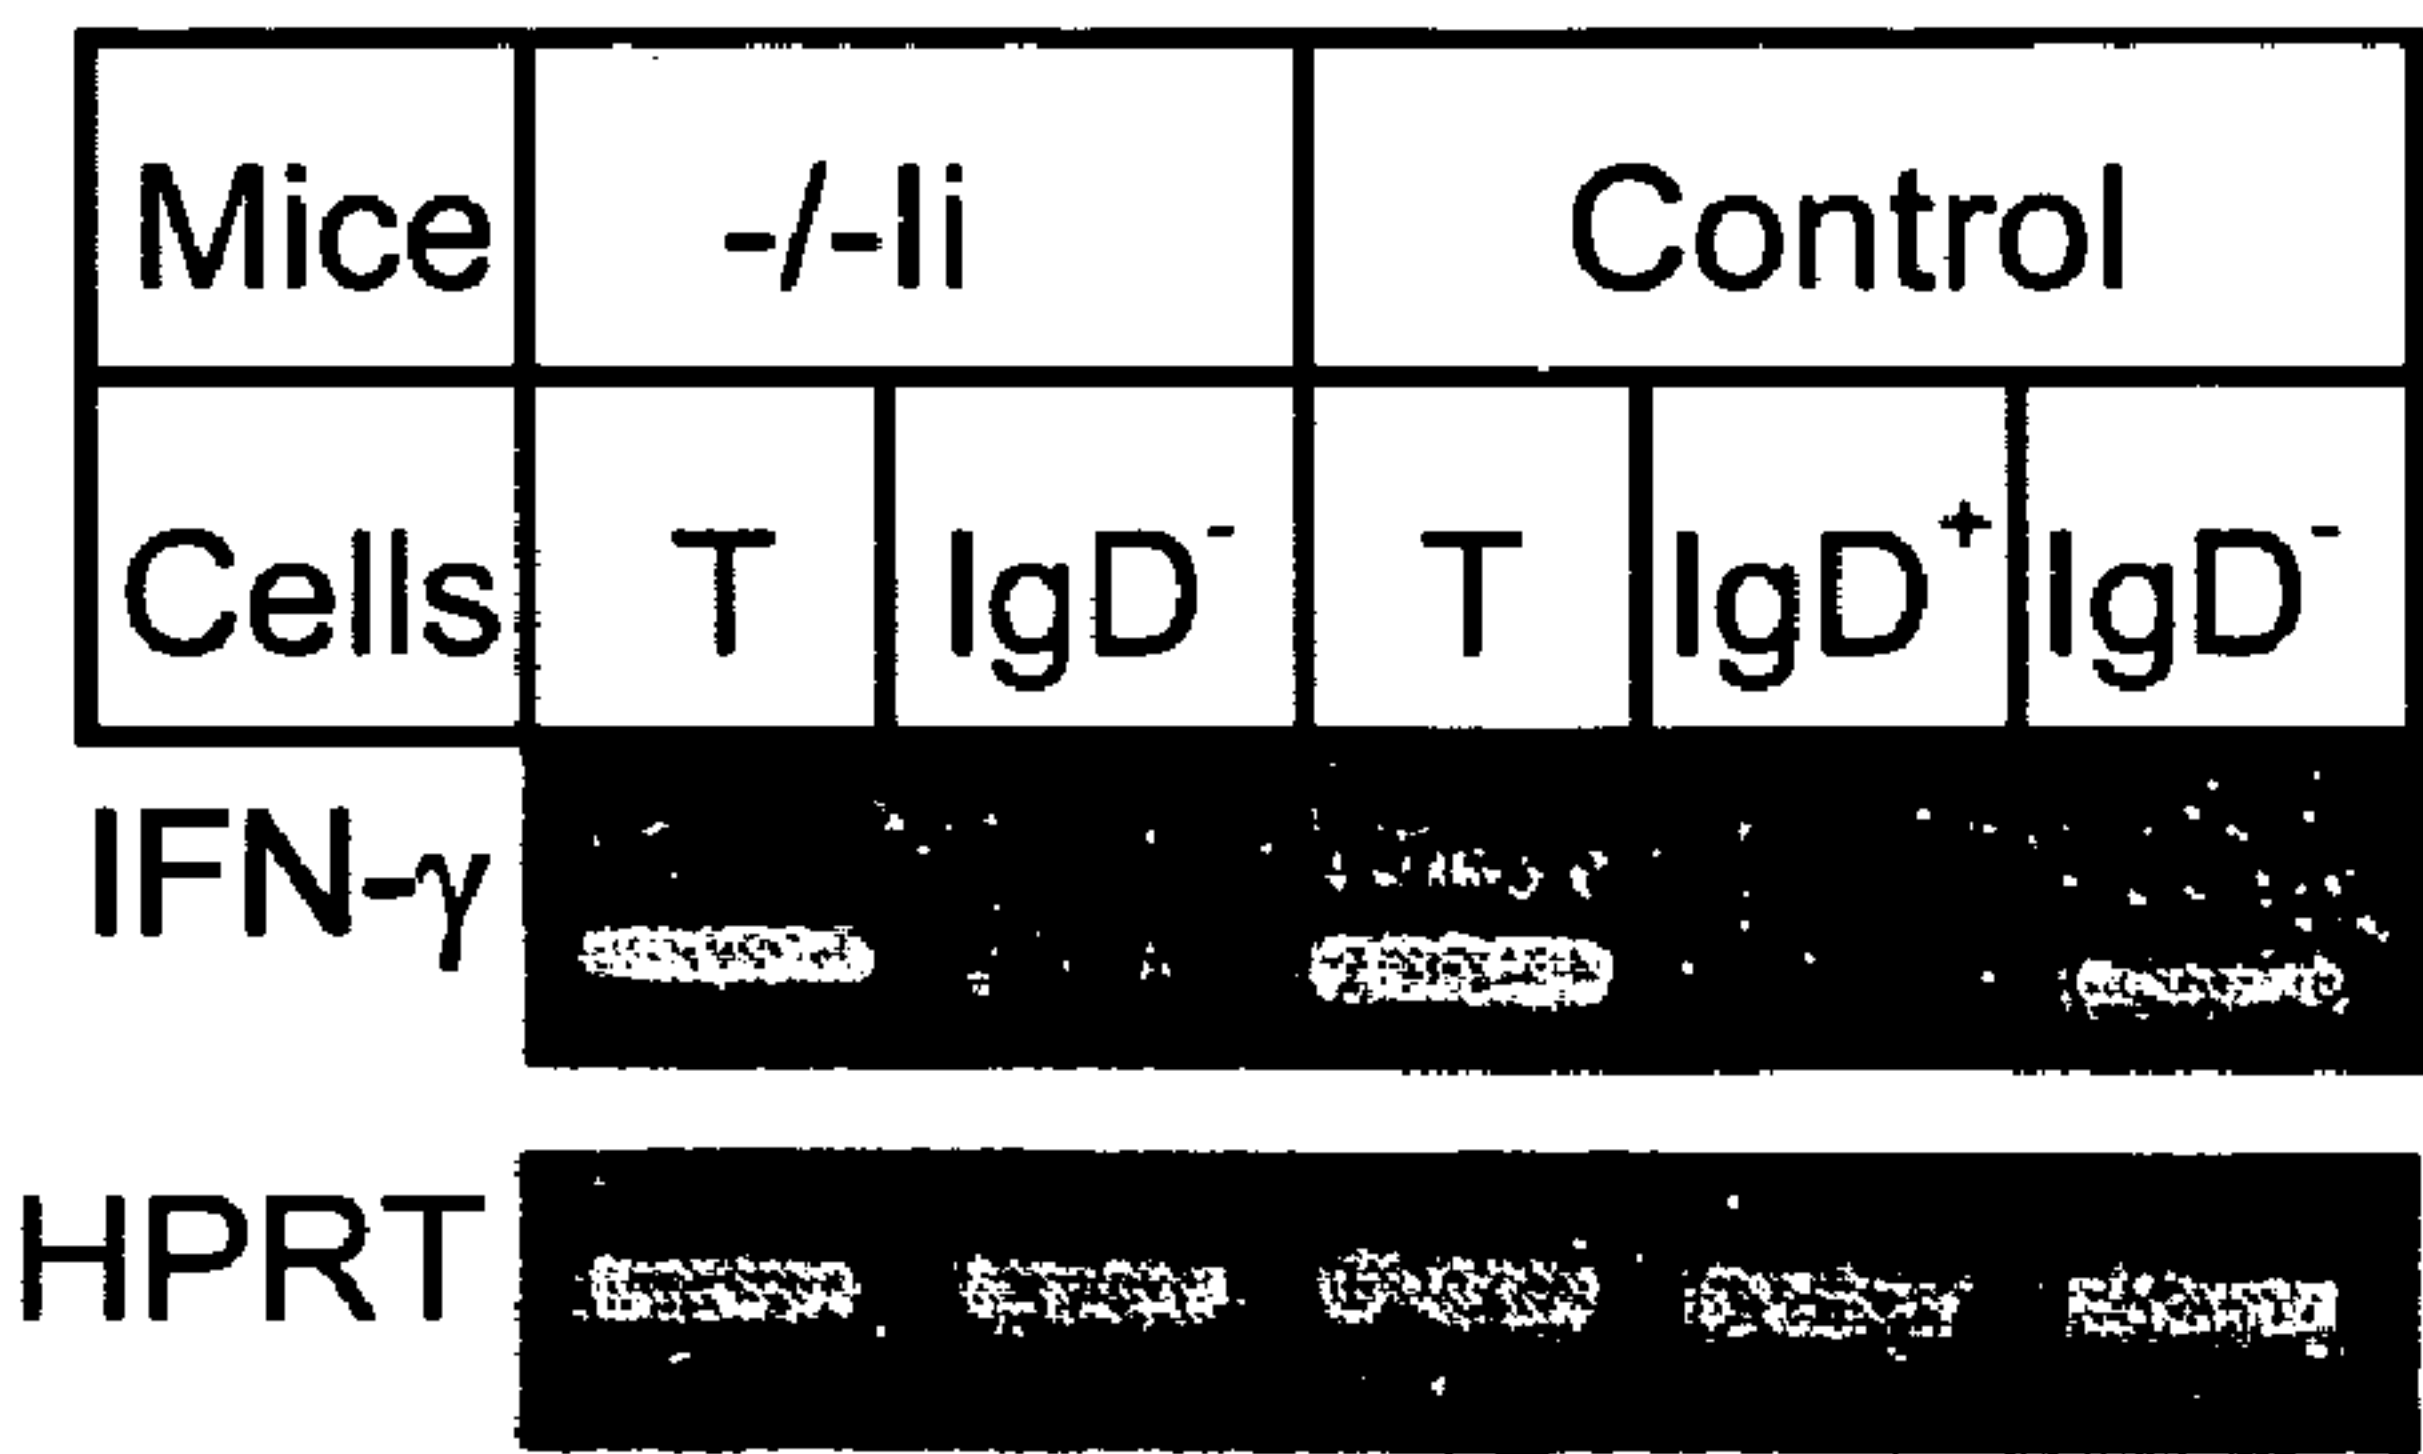 Mice -/-Ii Control
Cells T IgD⁻ T IgD⁺ IgD⁻
IFN-γ
HPRT